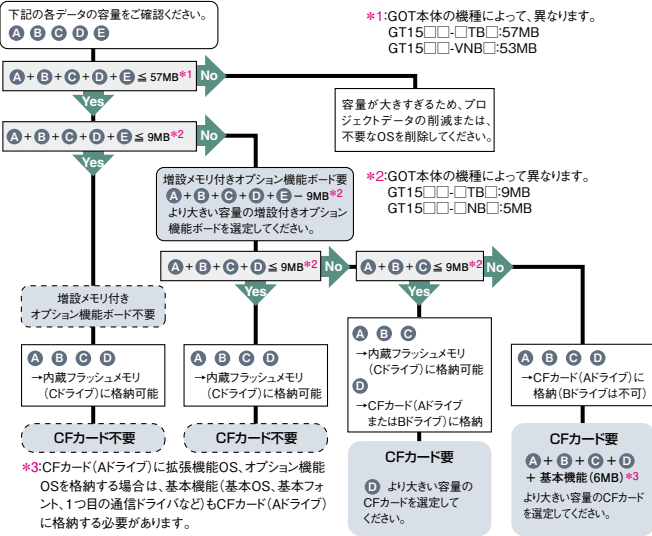 下記の各データの容量をご確認ください。
A B C D E
*1:GOT本体の機種によって、異なります。
GT15□□-□TB□:57MB
GT15□□-VNB□:53MB
A+B+C+D+E≦57MB*1
No
Yes
容量が大きすぎるため、プロ
ジェクトデータの削減または、
不要なOSを削除してください。
A+B+C+D+E≦9MB*2
No
Yes
増設メモリ付きオプション機能ボード要
A+B+C+D+E-9MB*2
より大きい容量の増設付きオプション
機能ボードを選定してください。
*2:GOT本体の機種によって異なります。
GT15□□-□TB□:9MB
GT15□□-□NB□:5MB
A+B+C+D≦9MB*2
No
Yes
A+B+C≦9MB*2
No
Yes
増設メモリ付き
オプション機能ボード不要
A B C D
→内蔵フラッシュメモリ
(Cドライブ)に格納可能
CFカード不要
A B C D
→内蔵フラッシュメモリ
(Cドライブ)に格納可能
CFカード不要
A B C
→内蔵フラッシュメモリ
(Cドライブ)に格納可能
D
→CFカード(Aドライブ
またはBドライブ)に格納
CFカード要
D より大きい容量の
CFカードを選定して
ください。
A B C D
→CFカード(Aドライブ)に
格納(Bドライブは不可)
CFカード要
A+B+C+D
+基本機能(6MB)*3
より大きい容量のCFカード
を選定してください。
*3:CFカード(Aドライブ)に拡張機能OS、オプション機能
OSを格納する場合は、基本機能(基本OS、基本フォ
ント、1つ目の通信ドライバなど)もCFカード(Aドライブ)
に格納する必要があります。